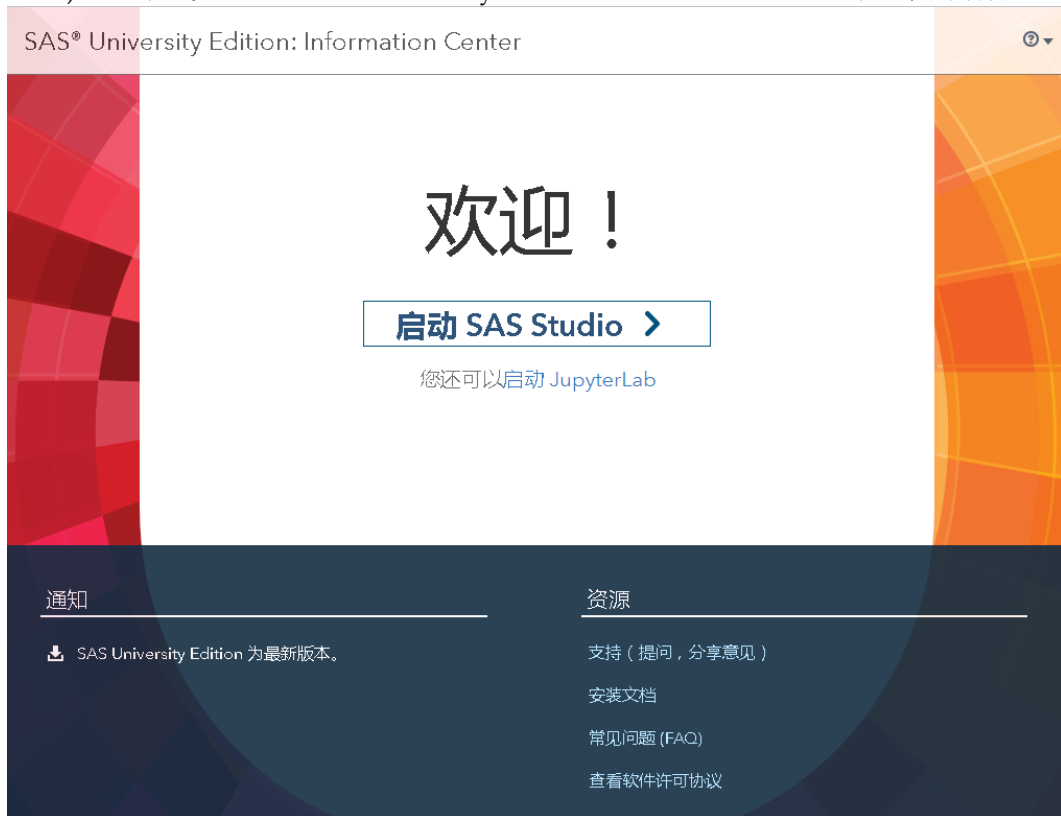 SAS® University Edition: Information Center
欢迎！
启动 SAS Studio
您还可以启动 JupyterLab
通知
SAS University Edition 为最新版本。
资源
支持（提问，分享意见）
安装文档
常见问题 (FAQ)
查看软件许可协议